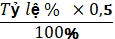 Tỷ lệ % × 0,5
100%